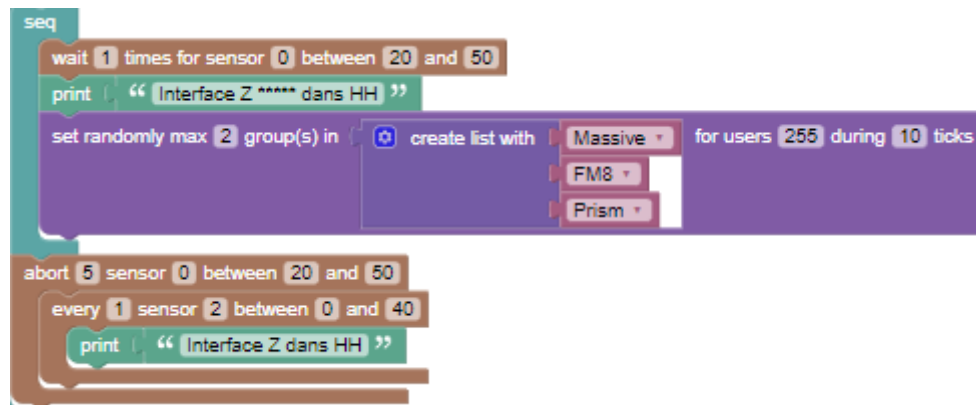 seq
wait 1 times for sensor 0 between 20 and 50
print “ Interface Z ***** dans HH ”
set randomly max 2 group(s) in create list with Massive for users 255 during 10 ticks
FM8
Prism
abort 5 sensor 0 between 20 and 50
every 1 sensor 2 between 0 and 40
print “ Interface Z dans HH ”